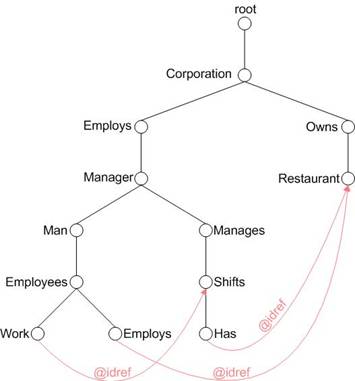 root
Corporation
Employs Owns
Manager Restaurant
Man Manages
Employees Shifts
Work Employs Has
@idref
@idref @idref